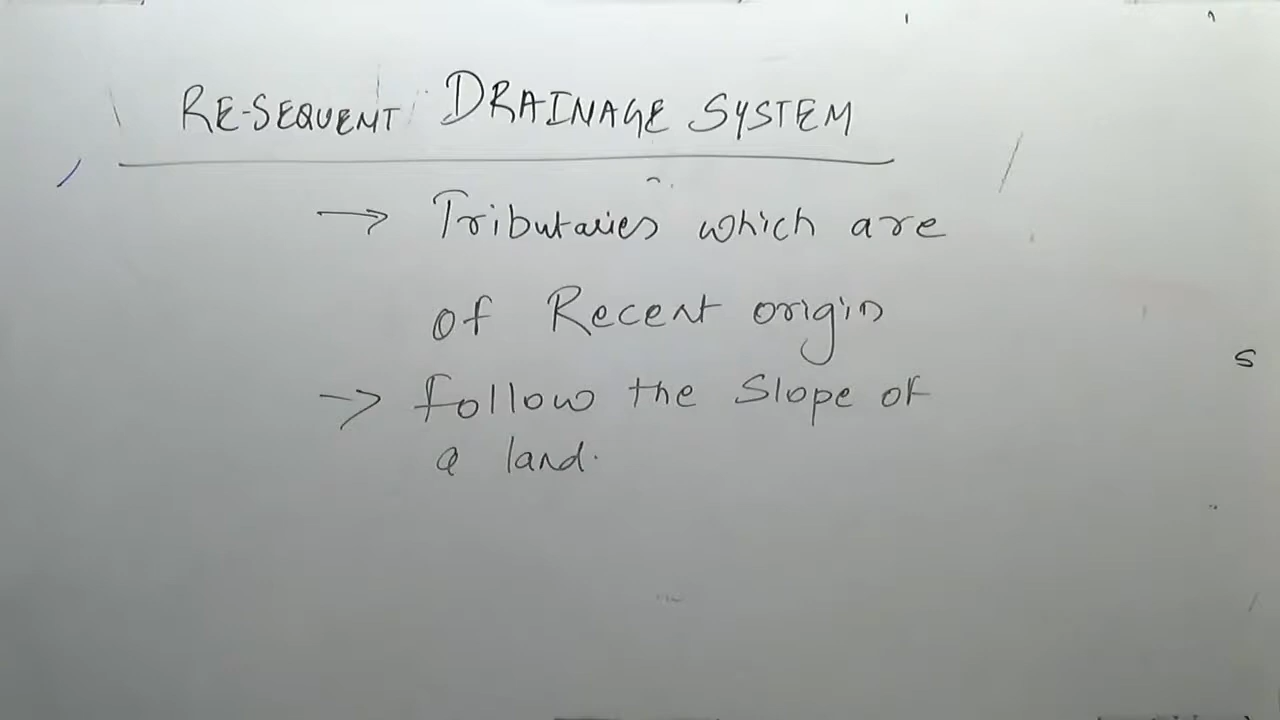 RE-SEQUENT DRAINAGE SYSTEM
→ Tributaries which are
of Recent origin
→ follow the Slope of
a land.
S